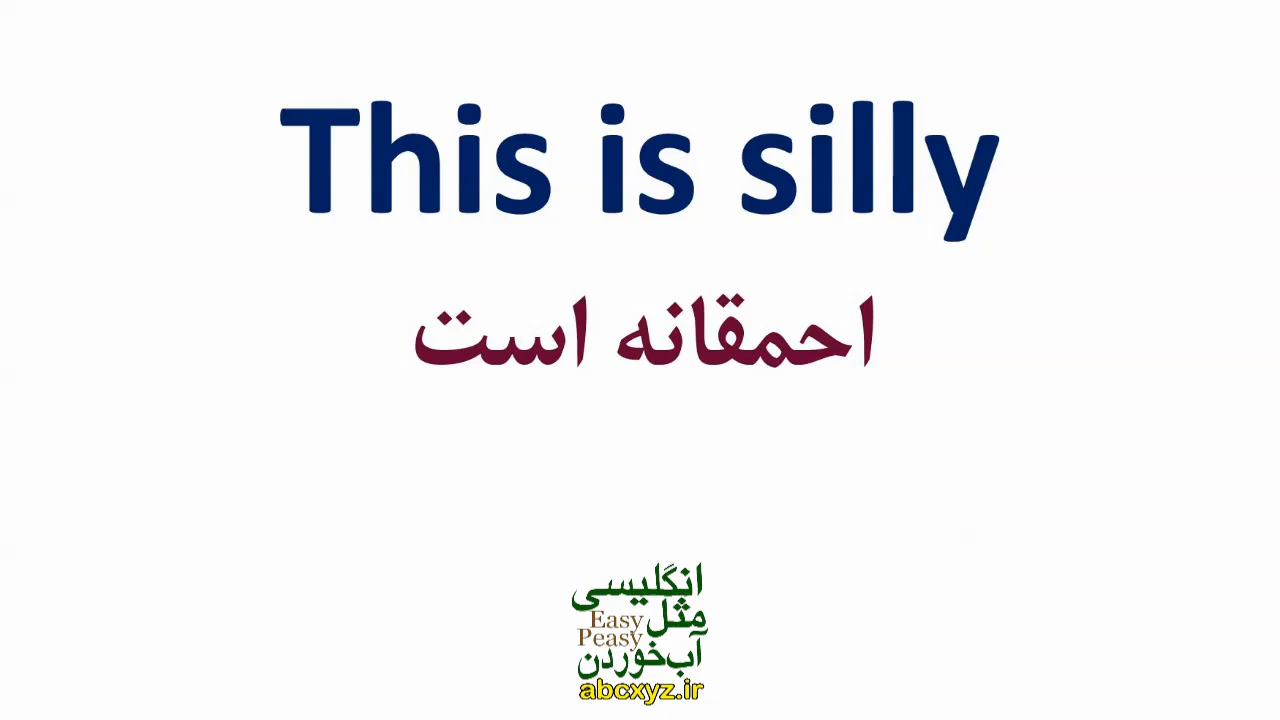 This is silly
احمقانه است
انگلیسی
مثل
Easy
Peasy
آب‌خوردن
abcxyz.ir